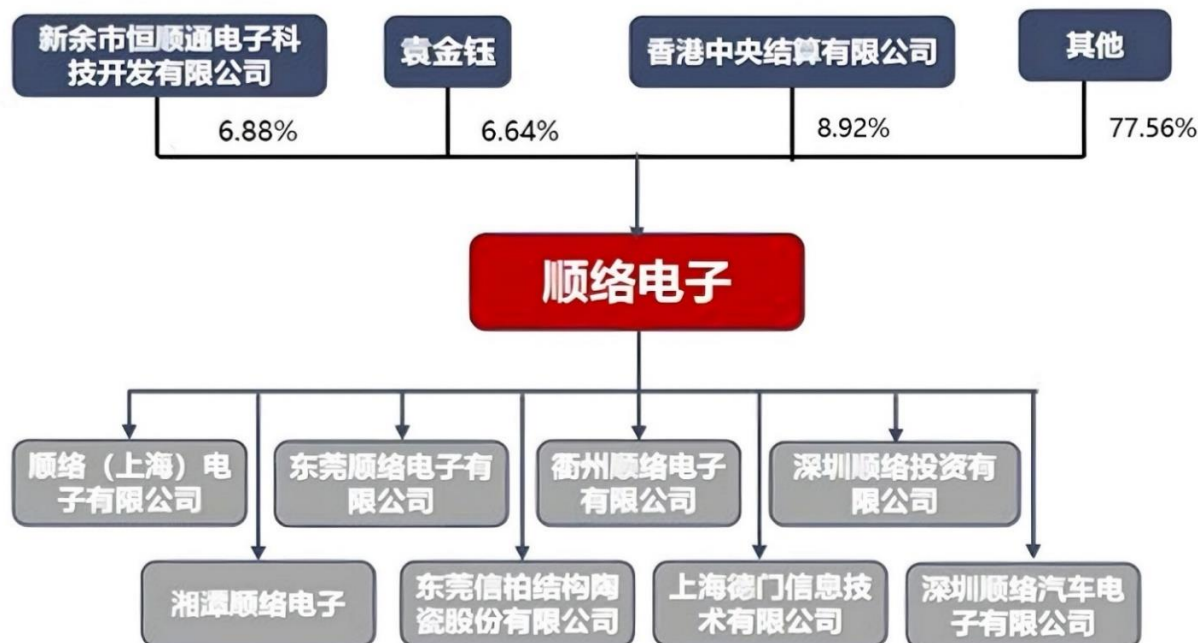 新余市恒顺通电子科
技开发有限公司
袁金钰
香港中央结算有限公司
其他
6.88%
6.64%
8.92%
77.56%
顺络电子
顺络（上海）电
子有限公司
东莞顺络电子有
限公司
衢州顺络电子
有限公司
深圳顺络投资有
限公司
湘潭顺络电子
东莞信柏结构陶
瓷股份有限公司
上海德门信息技
术有限公司
深圳顺络汽车电
子有限公司